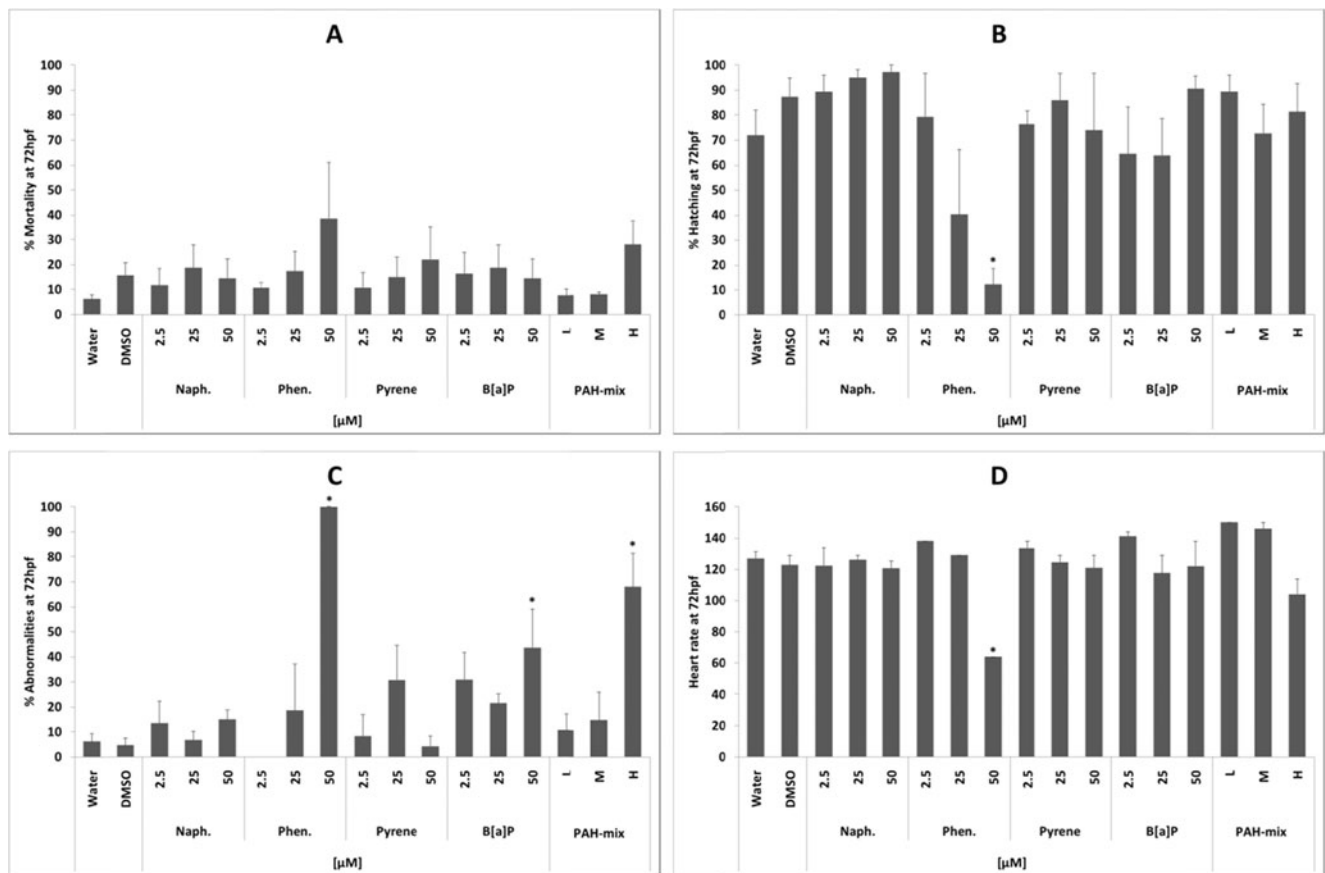 A
% Mortality at 72hpf
100
90
80
70
60
50
40
30
20
10
0
Water DMSO 2.5 25 50 2.5 25 50 2.5 25 50 2.5 25 50 L M H
Naph. Phen. Pyrene B[a]P PAH-mix
[µM]
B
% Hatching at 72hpf
100
90
80
70
60
50
40
30
20
10
0
*
Water DMSO 2.5 25 50 2.5 25 50 2.5 25 50 2.5 25 50 L M H
Naph. Phen. Pyrene B[a]P PAH-mix
[µM]
C
% Abnormalities at 72hpf
100
90
80
70
60
50
40
30
20
10
0
* * *
Water DMSO 2.5 25 50 2.5 25 50 2.5 25 50 2.5 25 50 L M H
Naph. Phen. Pyrene B[a]P PAH-mix
[µM]
D
Heart rate at 72hpf
160
140
120
100
80
60
40
20
0
*
Water DMSO 2.5 25 50 2.5 25 50 2.5 25 50 2.5 25 50 L M H
Naph. Phen. Pyrene B[a]P PAH-mix
[µM]